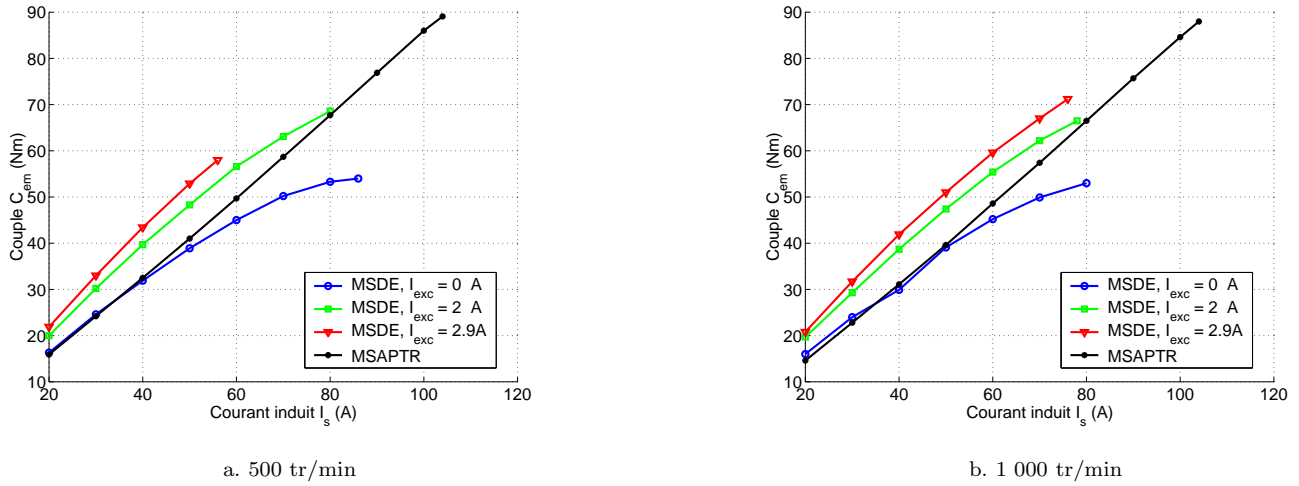 90
80
70
60
50
40
30
20
10
Couple C_em (Nm)
20 40 60 80 100 120
Courant induit I_s (A)
MSDE, I_exc = 0 A
MSDE, I_exc = 2 A
MSDE, I_exc = 2.9A
MSAPTR
a. 500 tr/min
90
80
70
60
50
40
30
20
10
Couple C_em (Nm)
20 40 60 80 100 120
Courant induit I_s (A)
MSDE, I_exc = 0 A
MSDE, I_exc = 2 A
MSDE, I_exc = 2.9A
MSAPTR
b. 1 000 tr/min